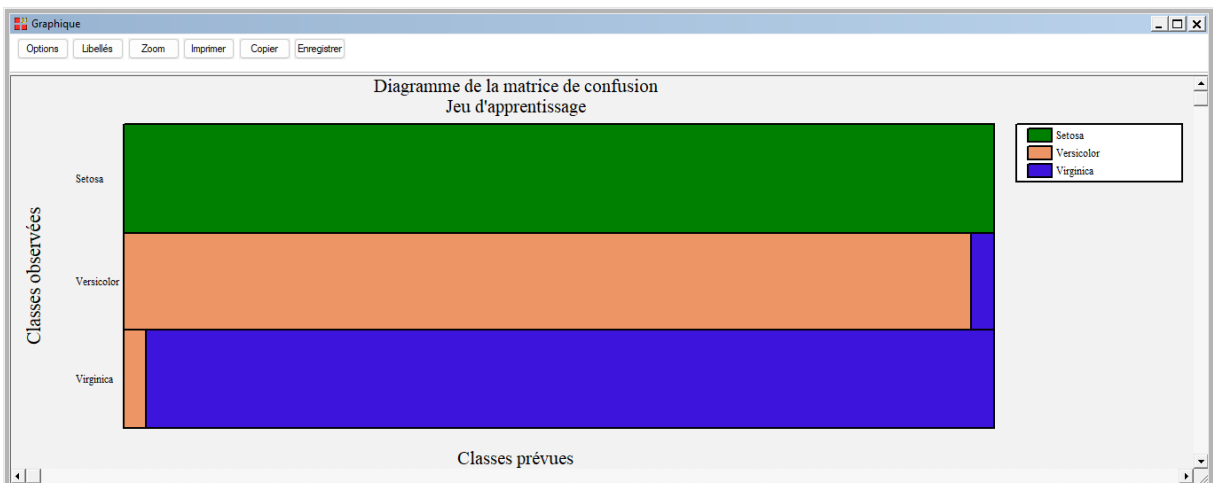 Graphique
Options Libellés Zoom Imprimer Copier Enregistrer
Diagramme de la matrice de confusion
Jeu d'apprentissage
Setosa
Versicolor
Virginica
Classes observées
Setosa
Versicolor
Virginica
Classes prévues